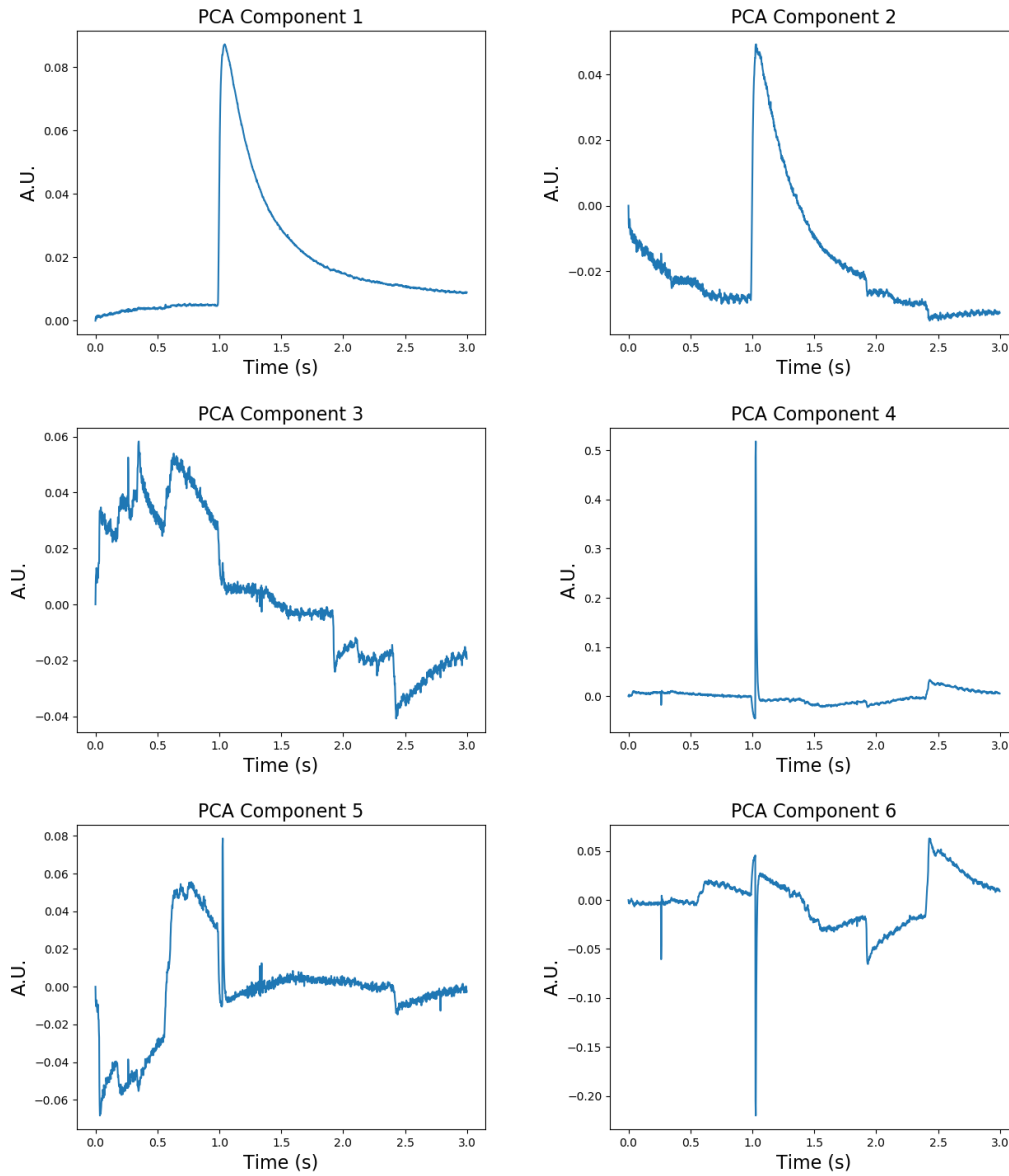 PCA Component 1
0.08
0.06
0.04
0.02
0.00
A.U.
0.0 0.5 1.0 1.5 2.0 2.5 3.0
Time (s)
PCA Component 2
0.04
0.02
0.00
−0.02
A.U.
0.0 0.5 1.0 1.5 2.0 2.5 3.0
Time (s)
PCA Component 3
0.06
0.04
0.02
0.00
−0.02
−0.04
A.U.
0.0 0.5 1.0 1.5 2.0 2.5 3.0
Time (s)
PCA Component 4
0.5
0.4
0.3
0.2
0.1
0.0
A.U.
0.0 0.5 1.0 1.5 2.0 2.5 3.0
Time (s)
PCA Component 5
0.08
0.06
0.04
0.02
0.00
−0.02
−0.04
−0.06
A.U.
0.0 0.5 1.0 1.5 2.0 2.5 3.0
Time (s)
PCA Component 6
0.05
0.00
−0.05
−0.10
−0.15
−0.20
A.U.
0.0 0.5 1.0 1.5 2.0 2.5 3.0
Time (s)